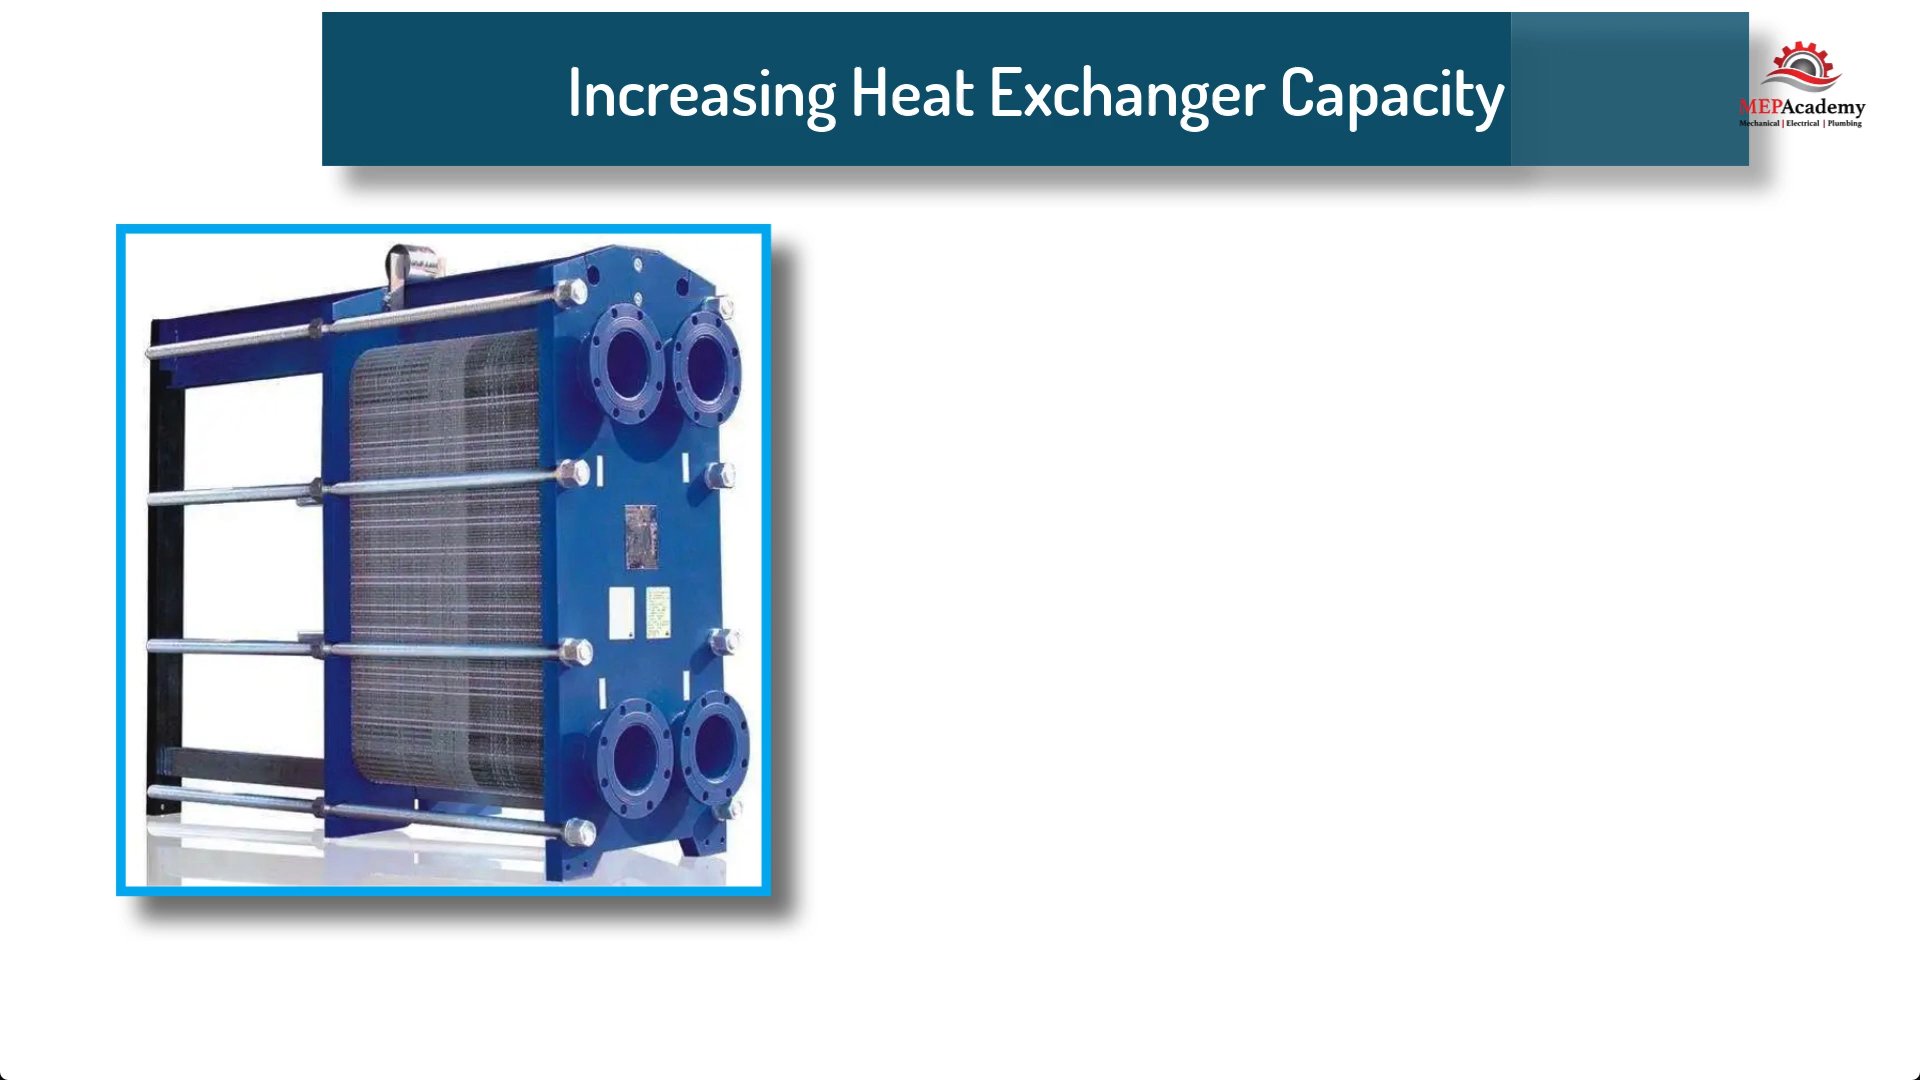 Increasing Heat Exchanger Capacity
MEPAcademy
Mechanical | Electrical | Plumbing